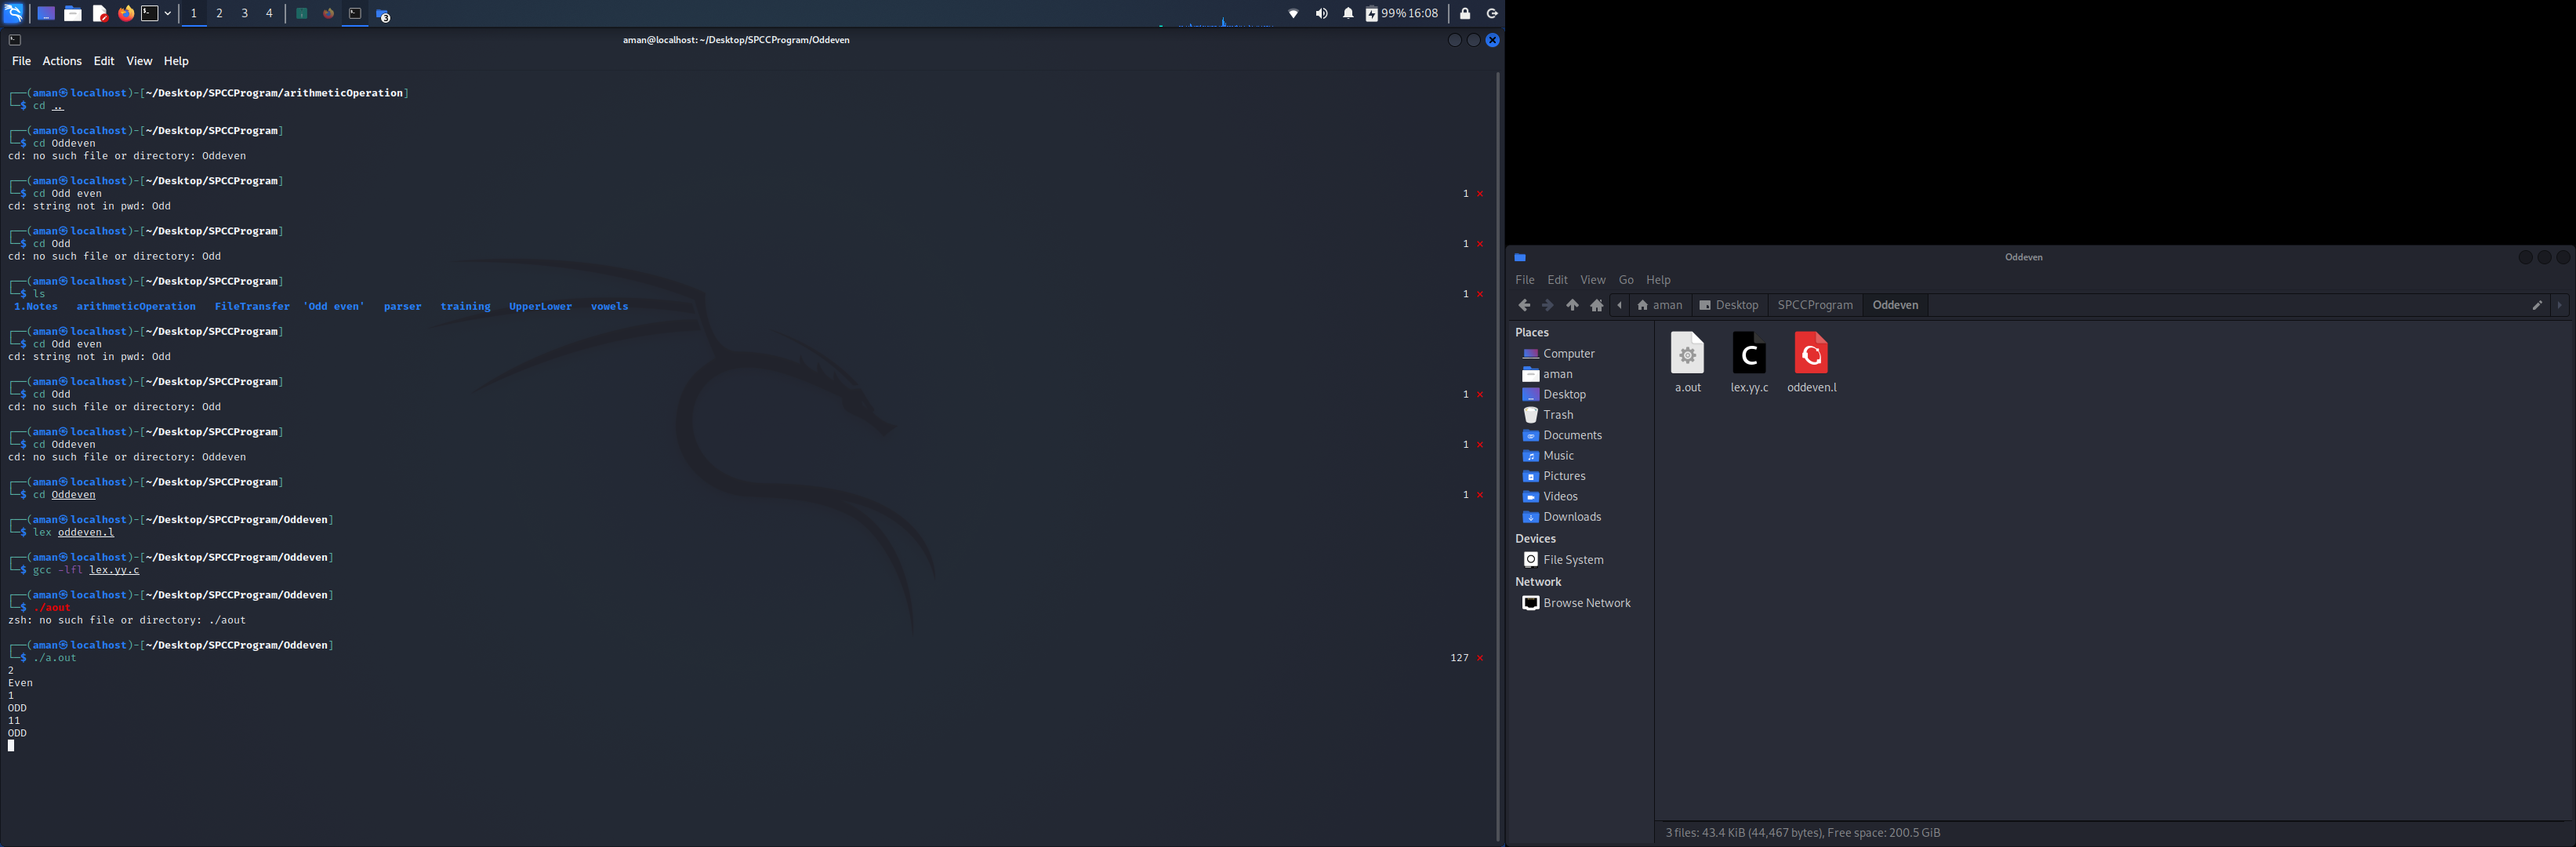 1 2 3 4 3 99% 16:08
aman@localhost: ~/Desktop/SPCCProgram/Oddeven
File Actions Edit View Help
┌──(aman㉿localhost)-[~/Desktop/SPCCProgram/arithmeticOperation]
└─$ cd ..
┌──(aman㉿localhost)-[~/Desktop/SPCCProgram]
└─$ cd Oddeven
cd: no such file or directory: Oddeven
┌──(aman㉿localhost)-[~/Desktop/SPCCProgram]
└─$ cd Odd even 1 ⨯
cd: string not in pwd: Odd
┌──(aman㉿localhost)-[~/Desktop/SPCCProgram]
└─$ cd Odd 1 ⨯
cd: no such file or directory: Odd
┌──(aman㉿localhost)-[~/Desktop/SPCCProgram]
└─$ ls 1 ⨯
1.Notes arithmeticOperation FileTransfer 'Odd even' parser training UpperLower vowels
┌──(aman㉿localhost)-[~/Desktop/SPCCProgram]
└─$ cd Odd even
cd: string not in pwd: Odd
┌──(aman㉿localhost)-[~/Desktop/SPCCProgram]
└─$ cd Odd 1 ⨯
cd: no such file or directory: Odd
┌──(aman㉿localhost)-[~/Desktop/SPCCProgram]
└─$ cd Oddeven 1 ⨯
cd: no such file or directory: Oddeven
┌──(aman㉿localhost)-[~/Desktop/SPCCProgram]
└─$ cd Oddeven 1 ⨯
┌──(aman㉿localhost)-[~/Desktop/SPCCProgram/Oddeven]
└─$ lex oddeven.l
┌──(aman㉿localhost)-[~/Desktop/SPCCProgram/Oddeven]
└─$ gcc -lfl lex.yy.c
┌──(aman㉿localhost)-[~/Desktop/SPCCProgram/Oddeven]
└─$ ./aout
zsh: no such file or directory: ./aout
┌──(aman㉿localhost)-[~/Desktop/SPCCProgram/Oddeven]
└─$ ./a.out 127 ⨯
2
Even
1
ODD
11
ODD
Oddeven
File Edit View Go Help
aman Desktop SPCCProgram Oddeven
Places
Computer
aman
Desktop
Trash
Documents
Music
Pictures
Videos
Downloads
Devices
File System
Network
Browse Network
C
a.out lex.yy.c oddeven.l
3 files: 43.4 KiB (44,467 bytes), Free space: 200.5 GiB